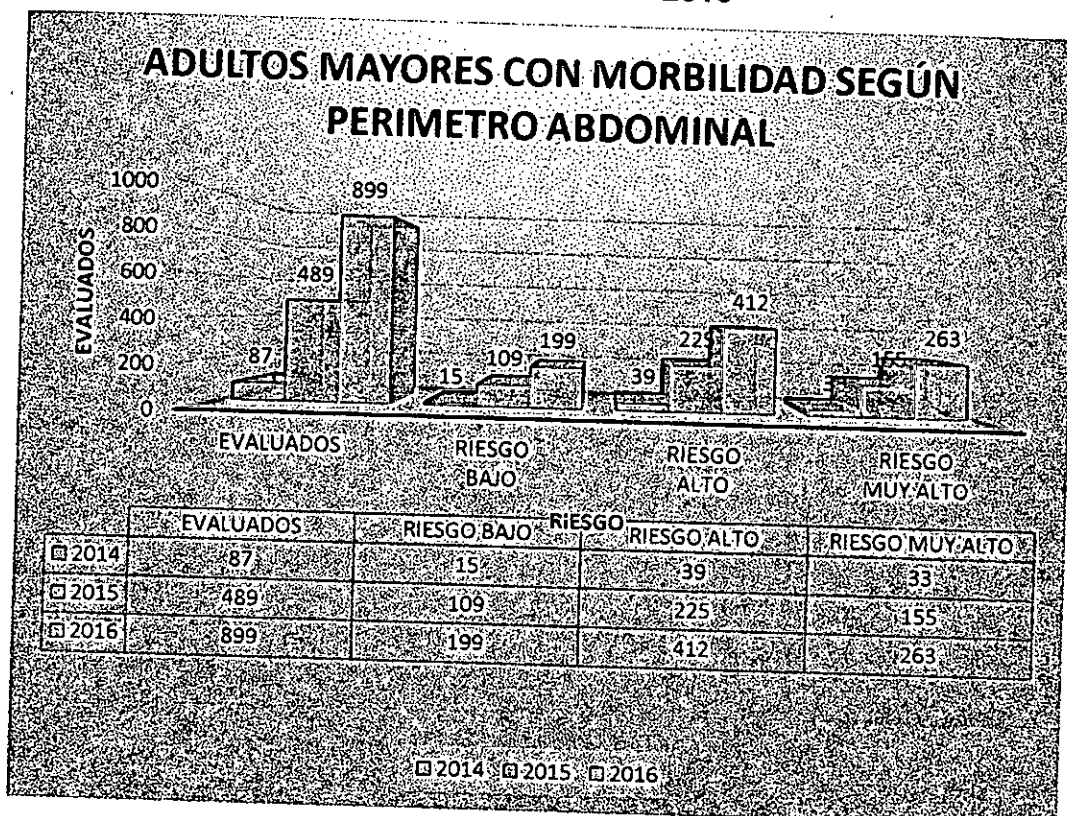 ADULTOS MAYORES CON MORBILIDAD SEGÚN
PERIMETRO ABDOMINAL
EVALUADOS
1000
800
600
400
200
0
87
489
899
15
109
199
39
225
412
155
263
EVALUADOS
RIESGO
BAJO
RIESGO
ALTO
RIESGO
MUY ALTO
RIESGO
EVALUADOS RIESGO BAJO RIESGO ALTO RIESGO MUY ALTO
2014 87 15 39 33
2015 489 109 225 155
2016 899 199 412 263
2014 2015 2016